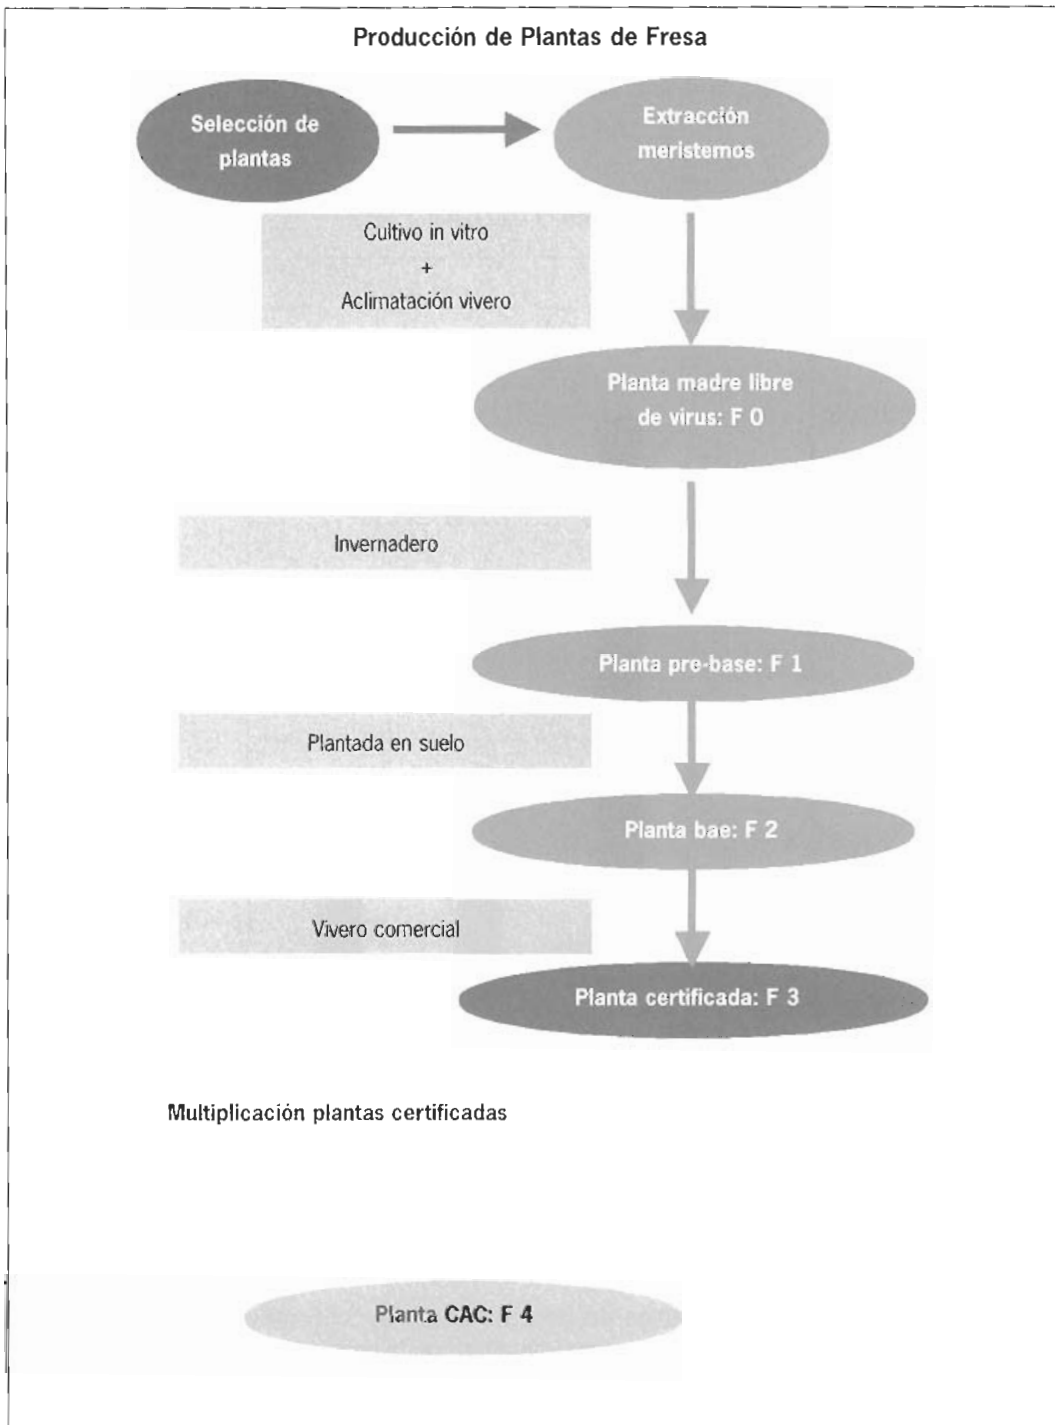 Producción de Plantas de Fresa
Selección de
plantas
Extracción
meristemos
Cultivo in vitro
+
Aclimatación vivero
Planta madre libre
de virus: F 0
Invernadero
Planta pre-base: F 1
Plantada en suelo
Planta bae: F 2
Vivero comercial
Planta certificada: F 3
Multiplicación plantas certificadas
Planta CAC: F 4